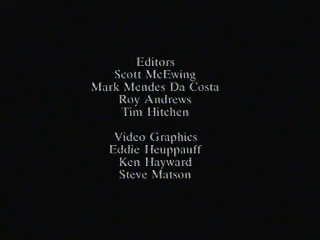 Editors
Scott McEwing
Mark Mendes Da Costa
Roy Andrews
Tim Hitchen
Video Graphics
Eddie Heuppauff
Ken Hayward
Steve Matson